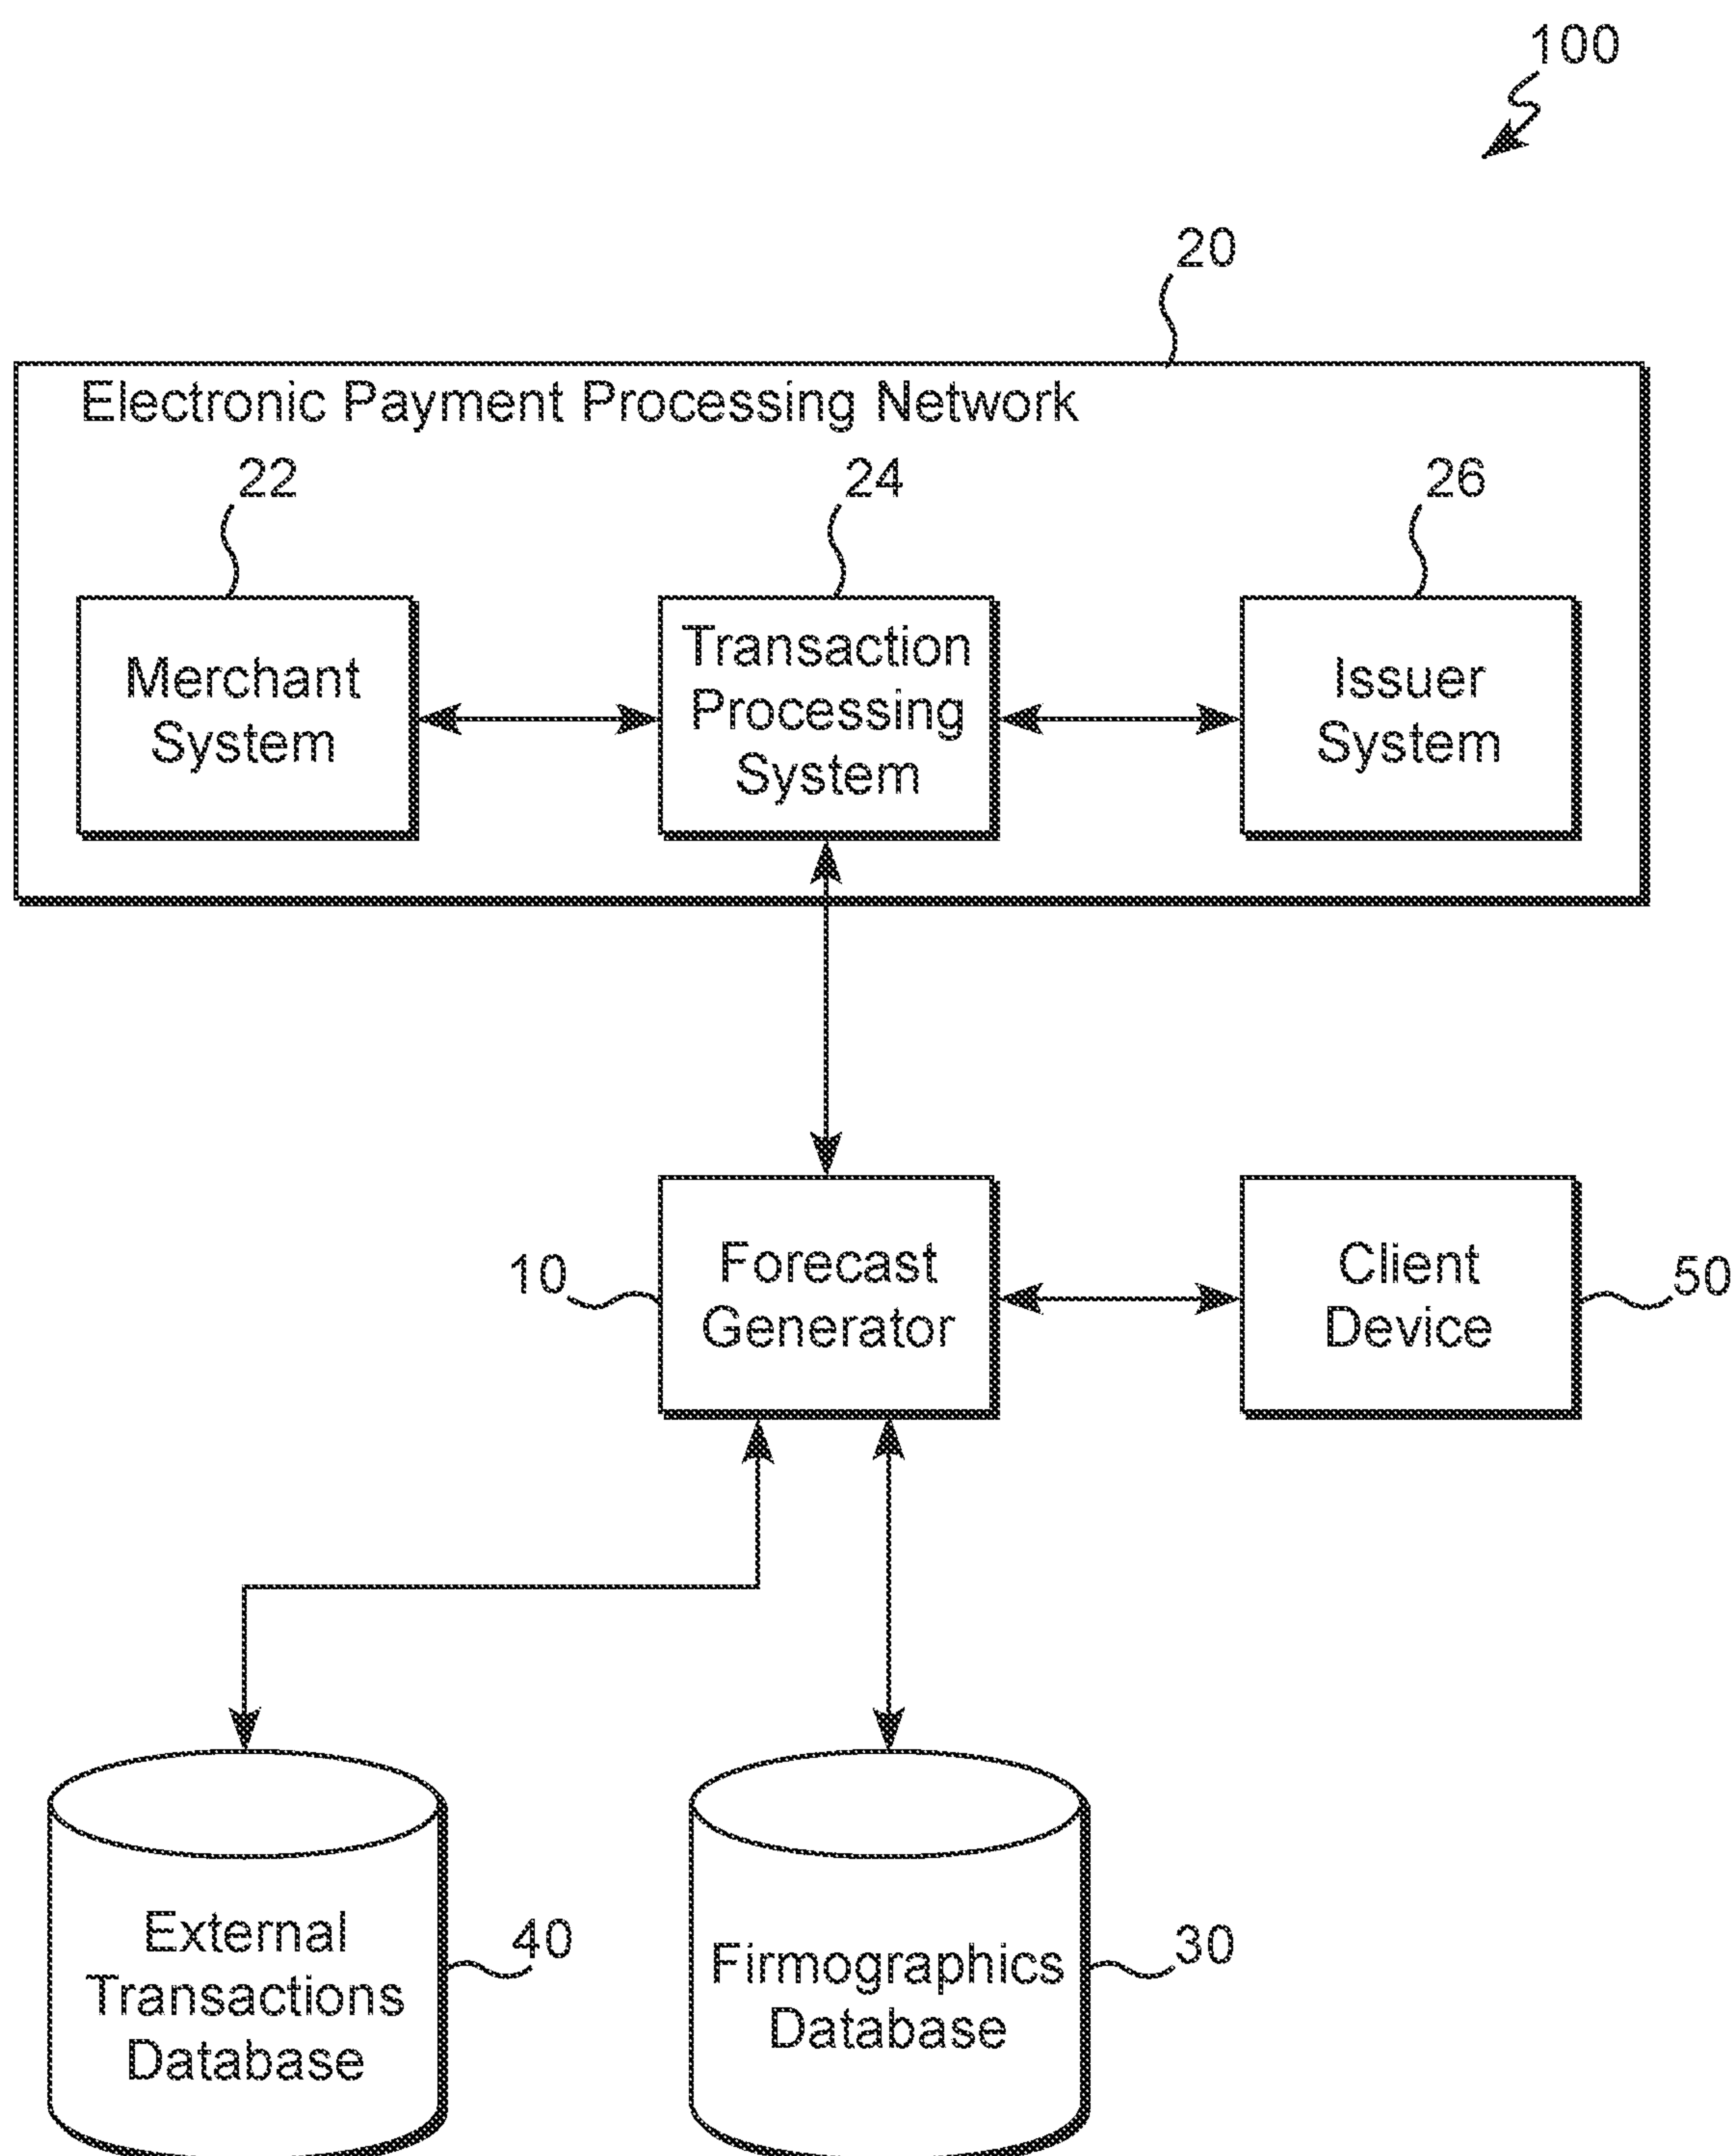 100
20
Electronic Payment Processing Network
22
24
26
Merchant
System
Transaction
Processing
System
Issuer
System
10
Forecast
Generator
Client
Device
50
External
Transactions
Database
40
Firmographics
Database
30